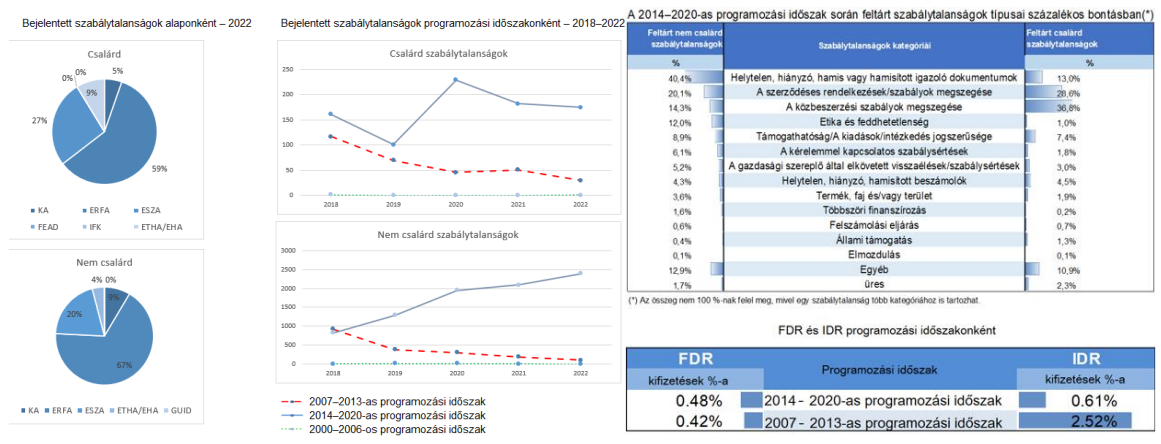 Bejelentett szabálytalanságok alaponként – 2022
Csalárd
0% 0% 5%
9%
27%
59%
KA ERFA ESZA
FEAD IFK ETHA/EHA
Nem csalárd
4% 0%
9%
20%
67%
KA ERFA ESZA ETHA/EHA GUID
Bejelentett szabálytalanságok programozási időszakonként – 2018–2022
Csalárd szabálytalanságok
250
200
150
100
50
0
2018 2019 2020 2021 2022
Nem csalárd szabálytalanságok
3000
2500
2000
1500
1000
500
0
2018 2019 2020 2021 2022
2007–2013-as programozási időszak
2014–2020-as programozási időszak
2000–2006-os programozási időszak
A 2014–2020-as programozási időszak során feltárt szabálytalanságok típusai százalékos bontásban(*)
Feltárt nem csalárd szabálytalanságok Szabálytalanságok kategóriái Feltárt csalárd szabálytalanságok
% %
40,4% Helytelen, hiányzó, hamis vagy hamisított igazoló dokumentumok 13,0%
20,1% A szerződéses rendelkezések/szabályok megszegése 28,6%
14,3% A közbeszerzési szabályok megszegése 36,8%
12,0% Etika és feddhetetlenség 1,0%
8,9% Támogathatóság/A kiadások/intézkedés jogszerűsége 7,4%
6,1% A kérelemmel kapcsolatos szabálysértések 1,8%
5,2% A gazdasági szereplő által elkövetett visszaélések/szabálysértések 3,0%
4,3% Helytelen, hiányzó, hamisított beszámolók 4,5%
3,6% Termék, faj és/vagy terület 1,9%
1,6% Többszöri finanszírozás 0,2%
0,6% Felszámolási eljárás 0,7%
0,4% Állami támogatás 1,3%
0,1% Elmozdulás 0,1%
12,9% Egyéb 10,9%
1,7% üres 2,3%
(*) Az összeg nem 100 %-nak felel meg, mivel egy szabálytalanság több kategóriához is tartozhat.
FDR és IDR programozási időszakonként
FDR Programozási időszak IDR
kifizetések %-a kifizetések %-a
0.48% 2014 - 2020-as programozási időszak 0.61%
0.42% 2007 - 2013-as programozási időszak 2.52%